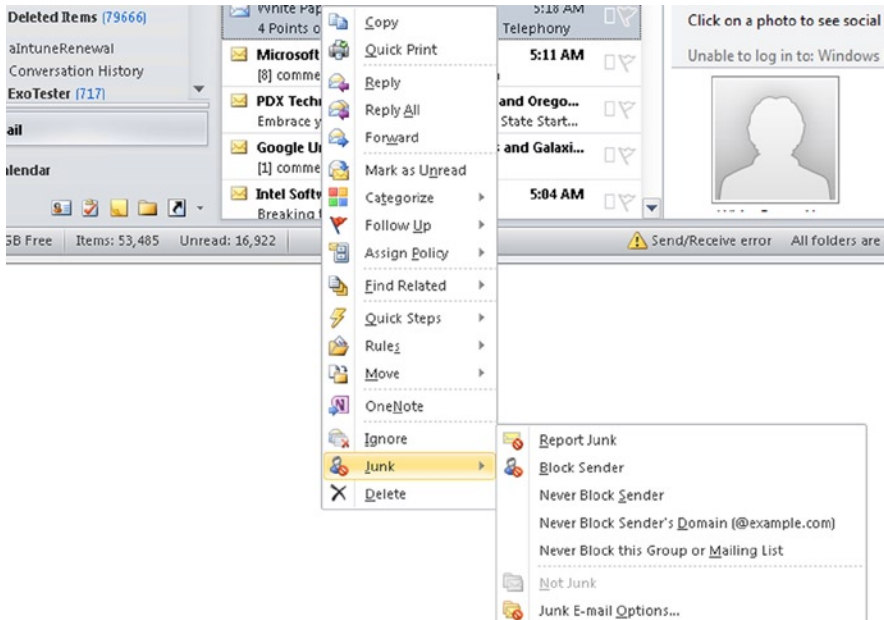 Deleted Items (79666)
aIntuneRenewal
Conversation History
ExoTester (717)
ail
alendar
GB Free Items: 53,485 Unread: 16,922
White Pap 5:18 AM
4 Points o Telephony
Microsoft 5:11 AM
[8] comme
PDX Tech and Orego...
Embrace y State Start...
Google U and Galaxi...
[1] comme
Intel Softw 5:04 AM
Breaking
Send/Receive error All folders are
Click on a photo to see social
Unable to log in to: Windows
Copy
Quick Print
Reply
Reply All
Forward
Mark as Unread
Categorize
Follow Up
Assign Policy
Find Related
Quick Steps
Rules
Move
OneNote
Ignore
Junk
Delete
Report Junk
Block Sender
Never Block Sender
Never Block Sender's Domain (@example.com)
Never Block this Group or Mailing List
Not Junk
Junk E-mail Options...